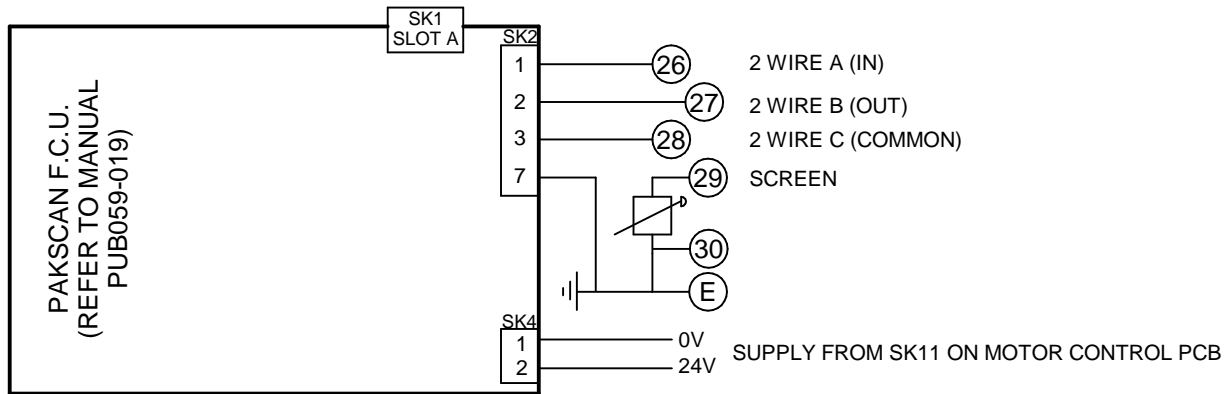 SK1
SLOT A
PAKSCAN F.C.U.
(REFER TO MANUAL
PUB059-019)
SK2
1
26
2 WIRE A (IN)
2
27
2 WIRE B (OUT)
3
28
2 WIRE C (COMMON)
7
29
SCREEN
30
E
SK4
1
0V
2
24V
SUPPLY FROM SK11 ON MOTOR CONTROL PCB